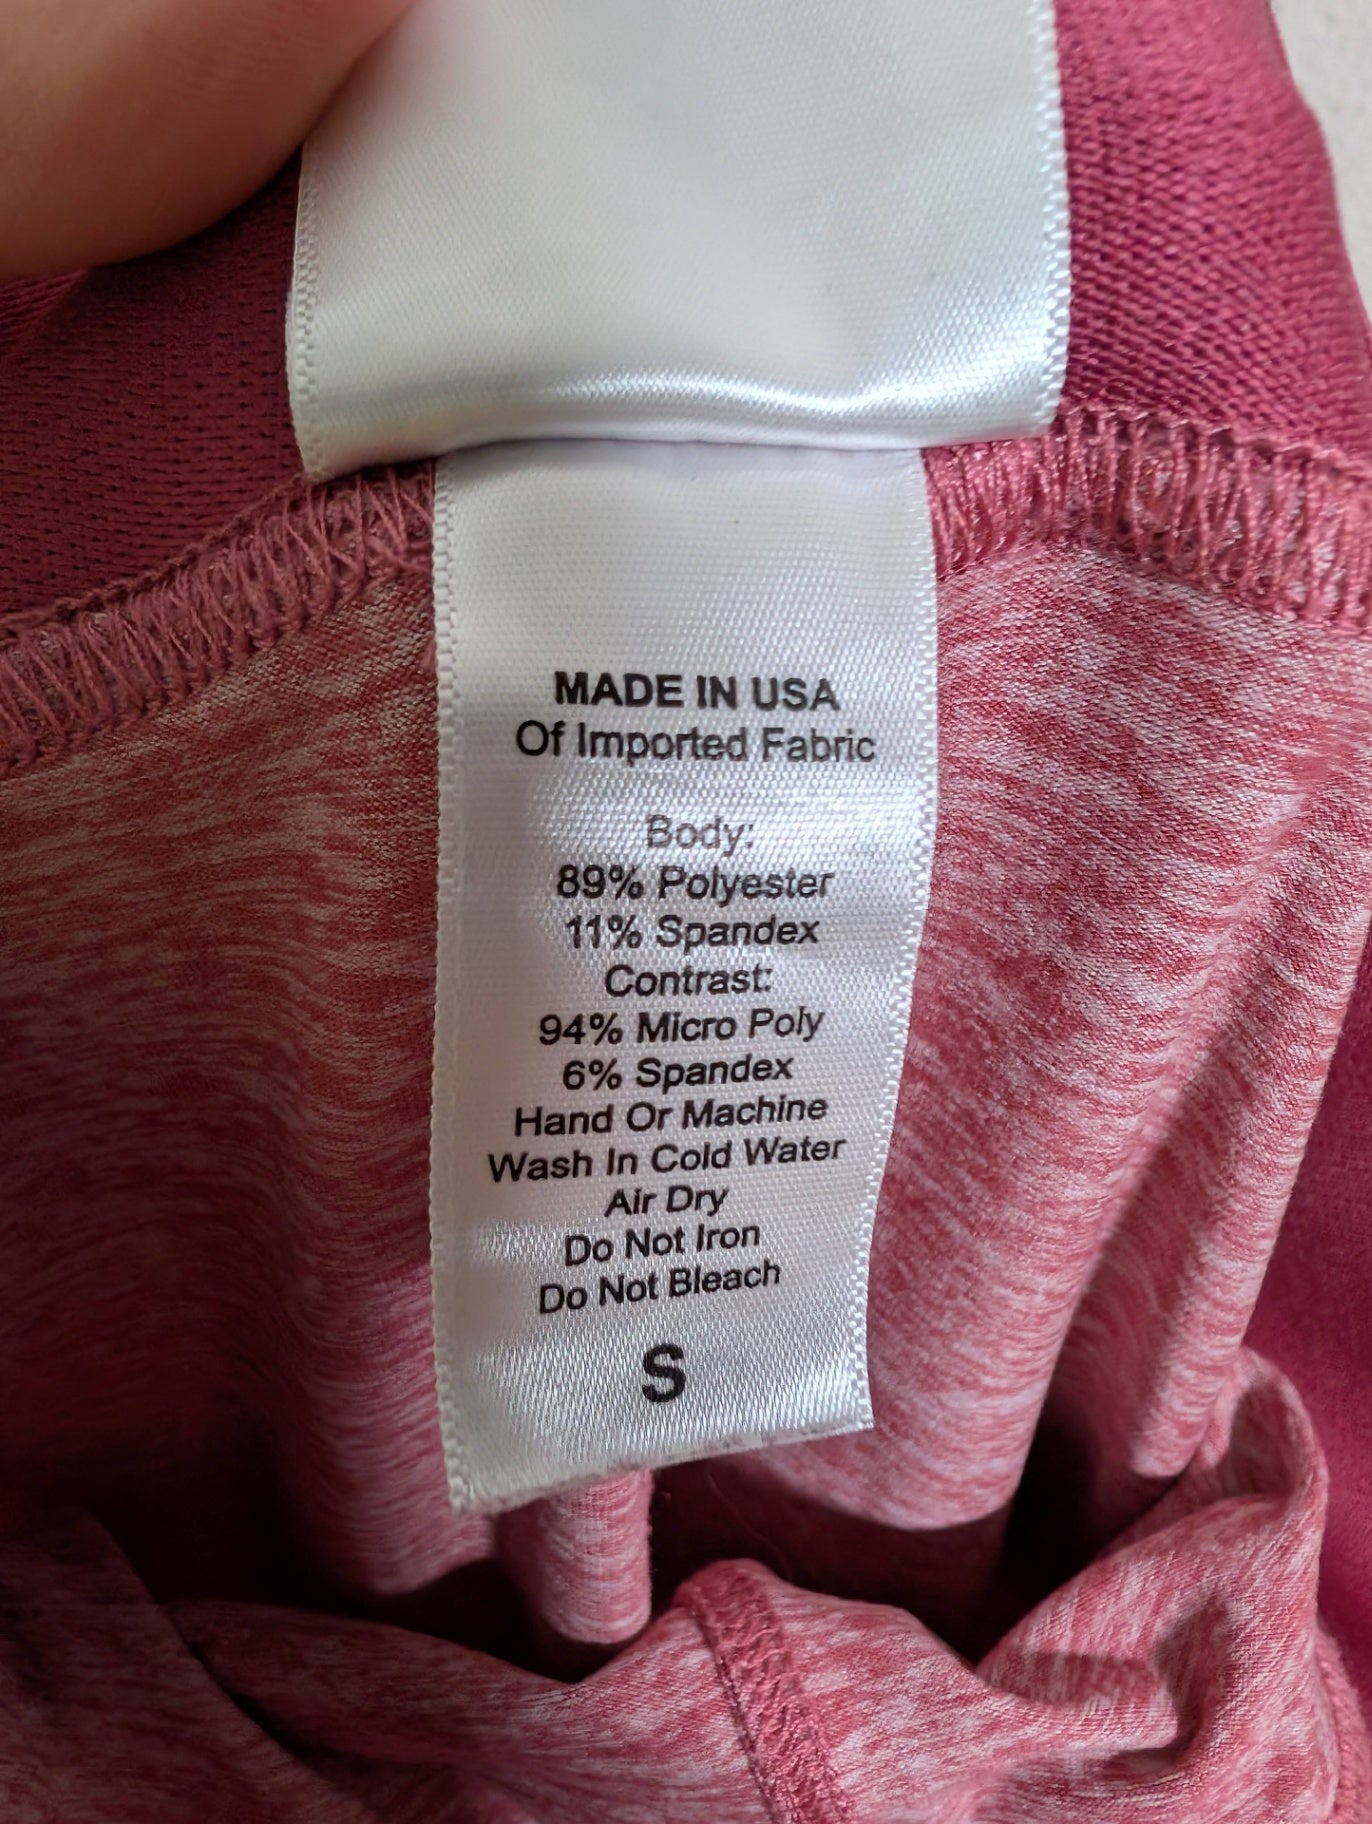 MADE IN USA
Of Imported Fabric
Body:
89% Polyester
11% Spandex
Contrast:
94% Micro Poly
6% Spandex
Hand Or Machine
Wash In Cold Water
Air Dry
Do Not Iron
Do Not Bleach
S